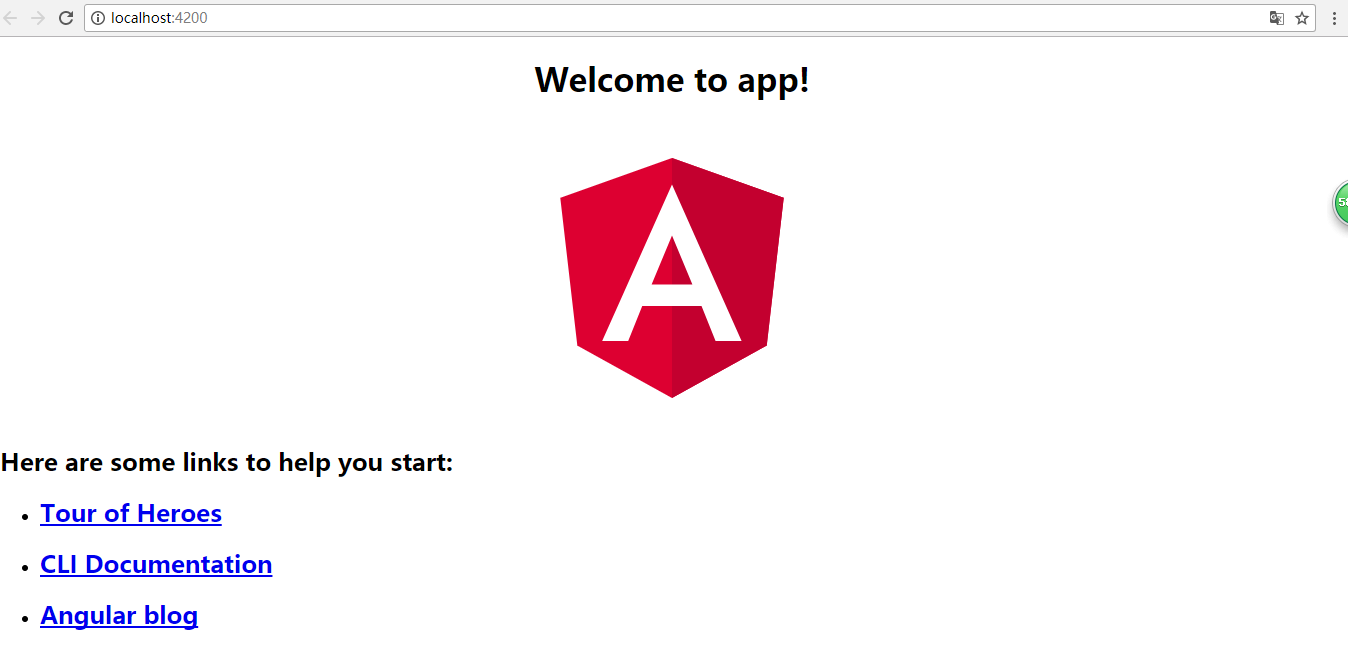 localhost:4200
Welcome to app!
A
Here are some links to help you start:
Tour of Heroes
CLI Documentation
Angular blog